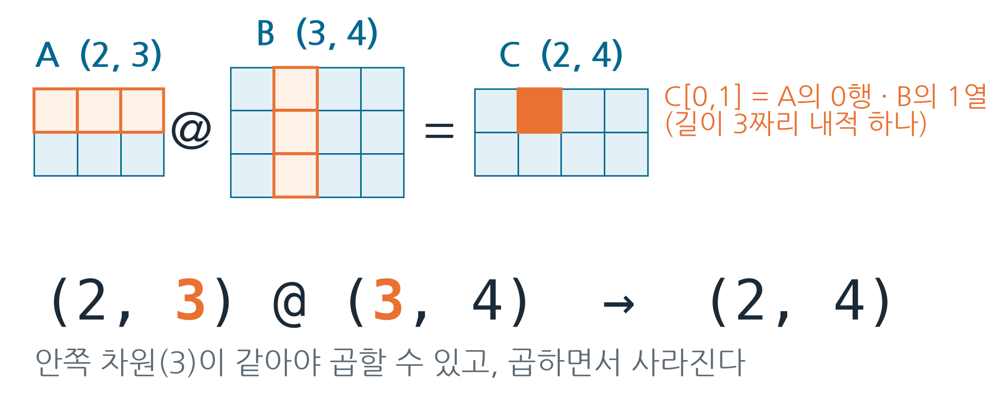 A (2, 3)
B (3, 4)
C (2, 4)
@
=
C[0,1] = A의 0행 · B의 1열
(길이 3짜리 내적 하나)
(2, 3) @ (3, 4) → (2, 4)
안쪽 차원(3)이 같아야 곱할 수 있고, 곱하면서 사라진다